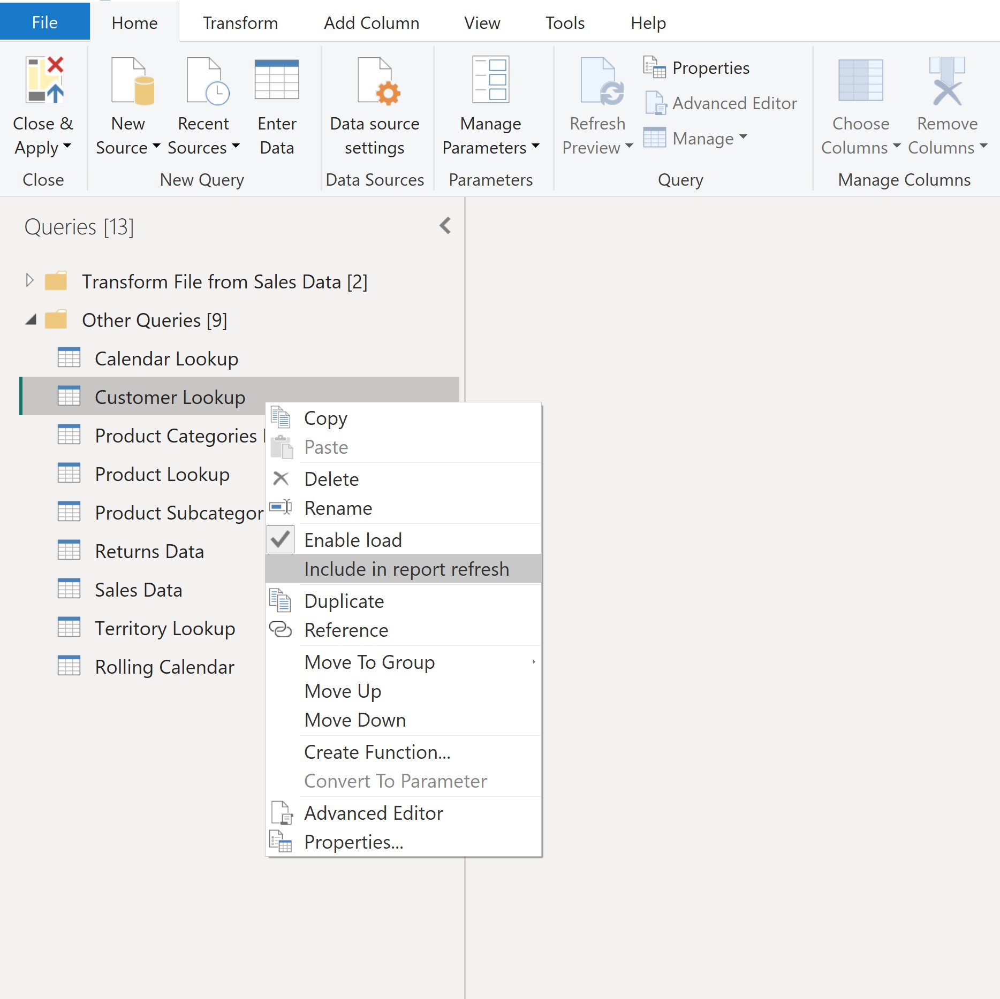 File Home Transform Add Column View Tools Help
Close & Apply
New Source
Recent Sources
Enter Data
Data source settings
Manage Parameters
Refresh Preview
Properties
Advanced Editor
Manage
Choose Columns
Remove Columns
Close New Query Data Sources Parameters Query Manage Columns
Queries [13]
Transform File from Sales Data [2]
Other Queries [9]
Calendar Lookup
Customer Lookup
Product Categories
Product Lookup
Product Subcategor
Returns Data
Sales Data
Territory Lookup
Rolling Calendar
Copy
Paste
Delete
Rename
Enable load
Include in report refresh
Duplicate
Reference
Move To Group
Move Up
Move Down
Create Function...
Convert To Parameter
Advanced Editor
Properties...